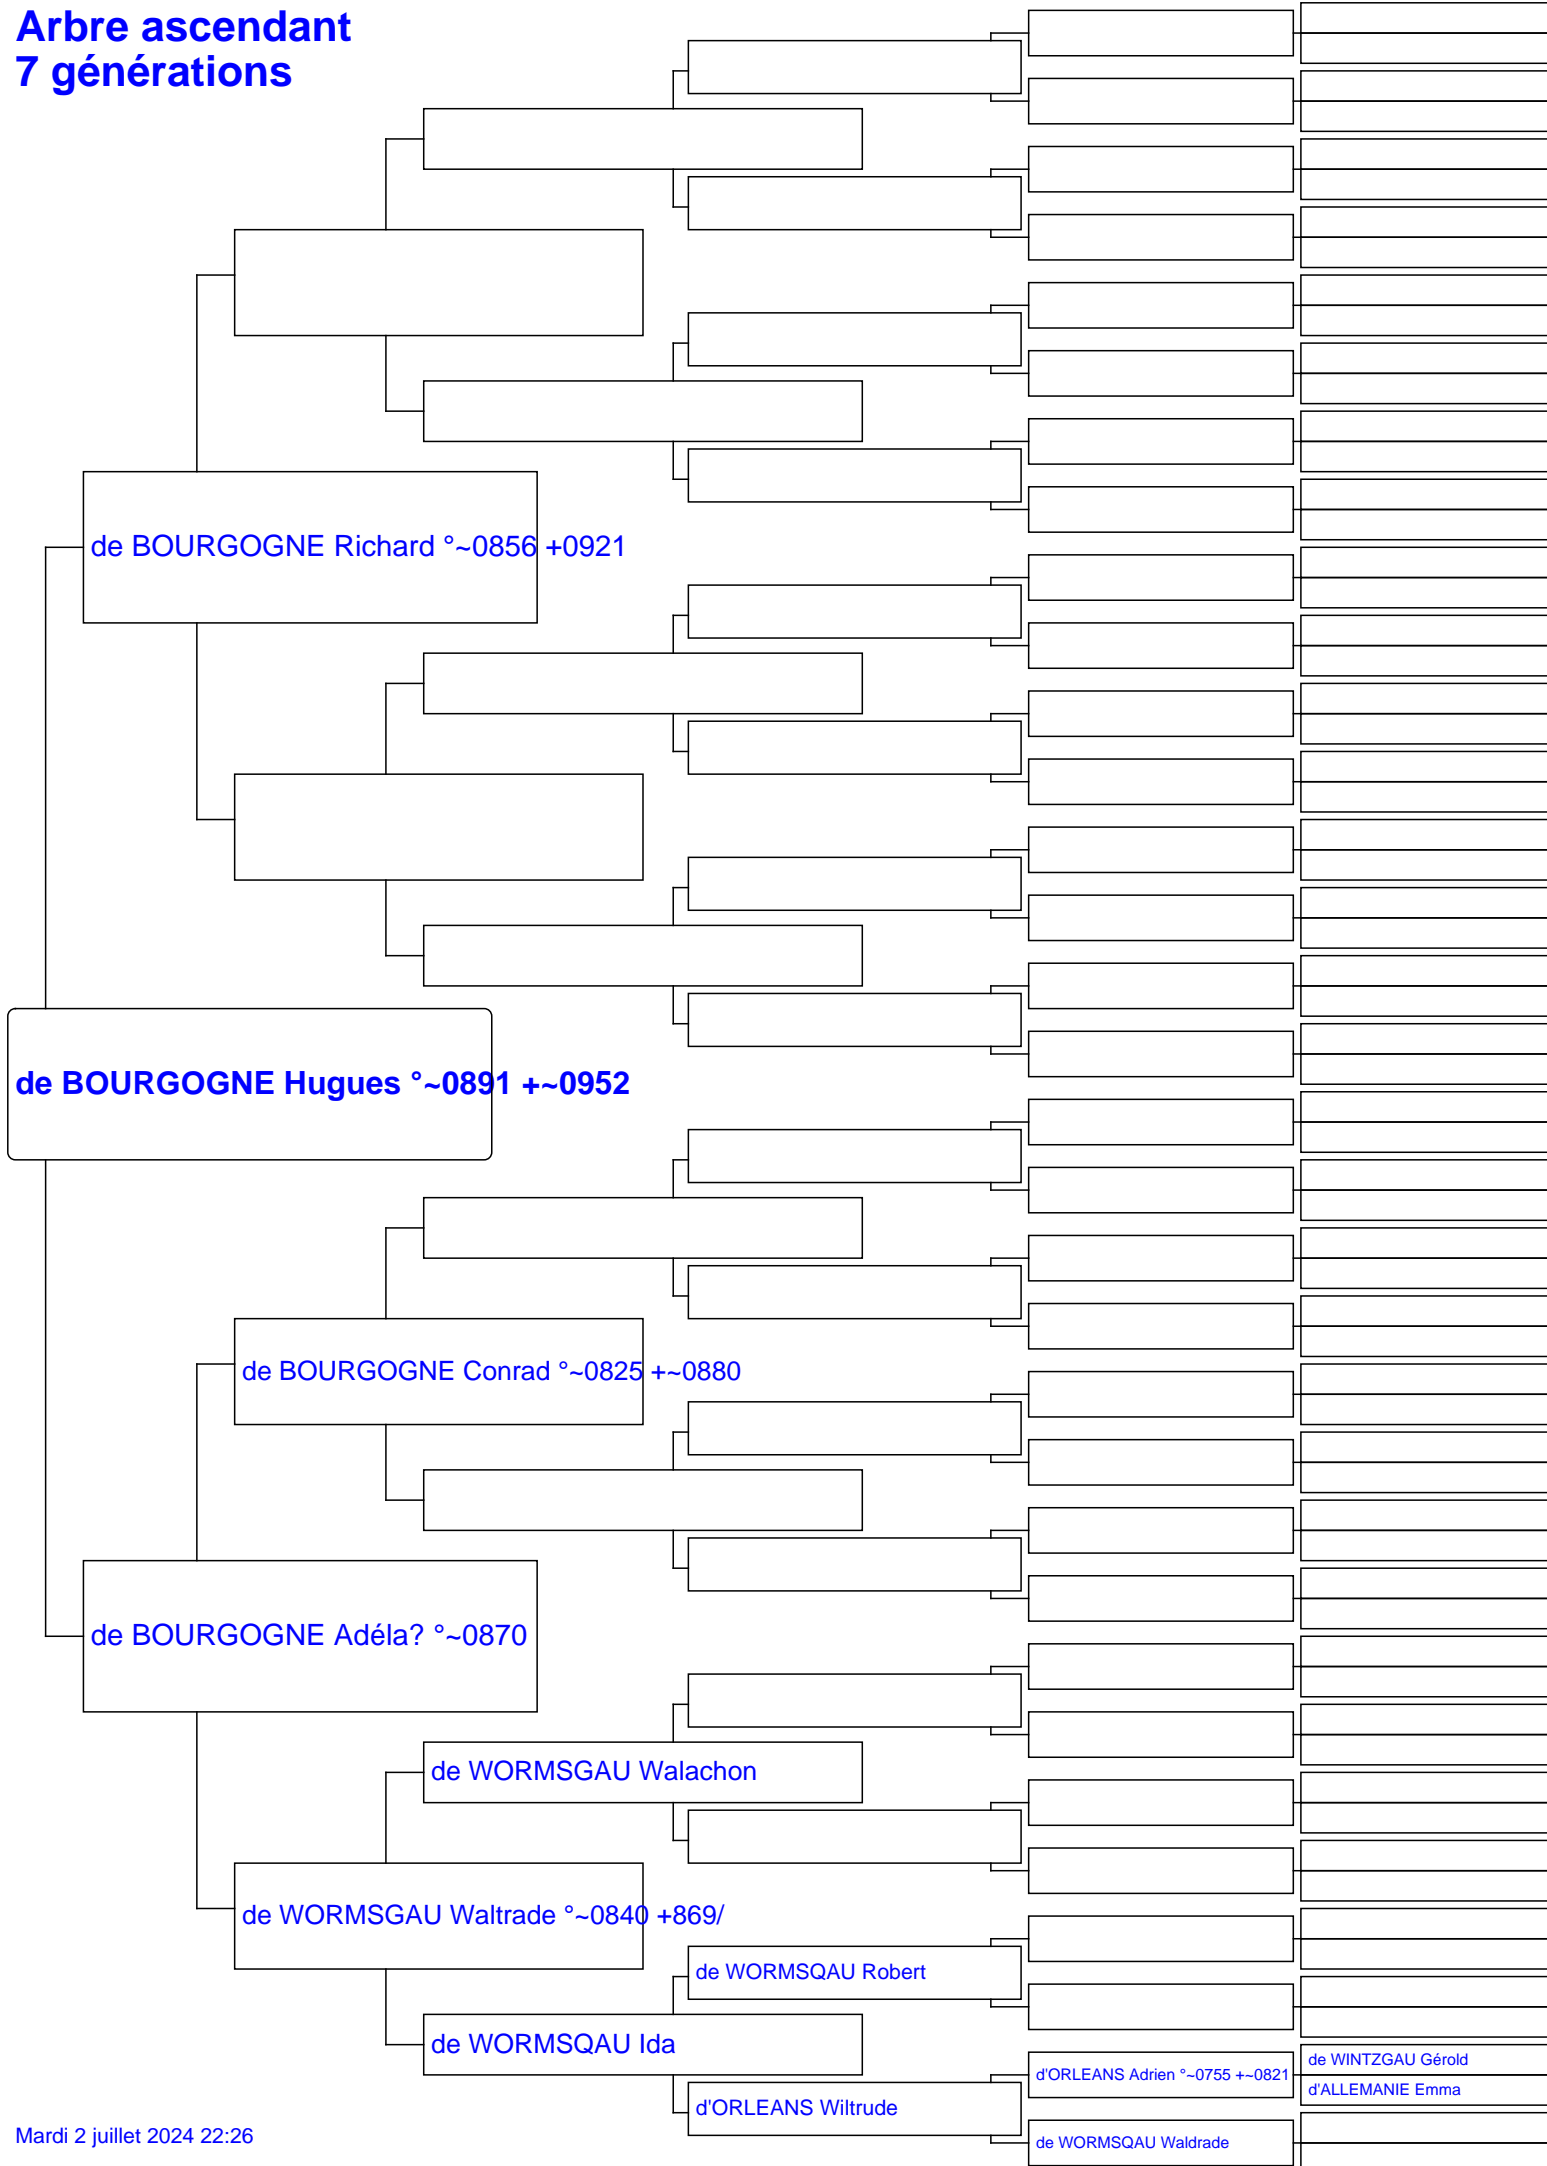 Arbre ascendant
7 générations
de BOURGOGNE Richard °~0856 +0921
de BOURGOGNE Hugues °~0891 +~0952
de BOURGOGNE Conrad °~0825 +~0880
de BOURGOGNE Adéla? °~0870
de WORMSGAU Walachon
de WORMSGAU Waltrade °~0840 +869/
de WORMSQAU Robert
de WORMSQAU Ida
d'ORLEANS Adrien °~0755 +~0821
de WINTZGAU Gérold
d'ALLEMANIE Emma
d'ORLEANS Wiltrude
de WORMSQAU Waldrade
Mardi 2 juillet 2024 22:26